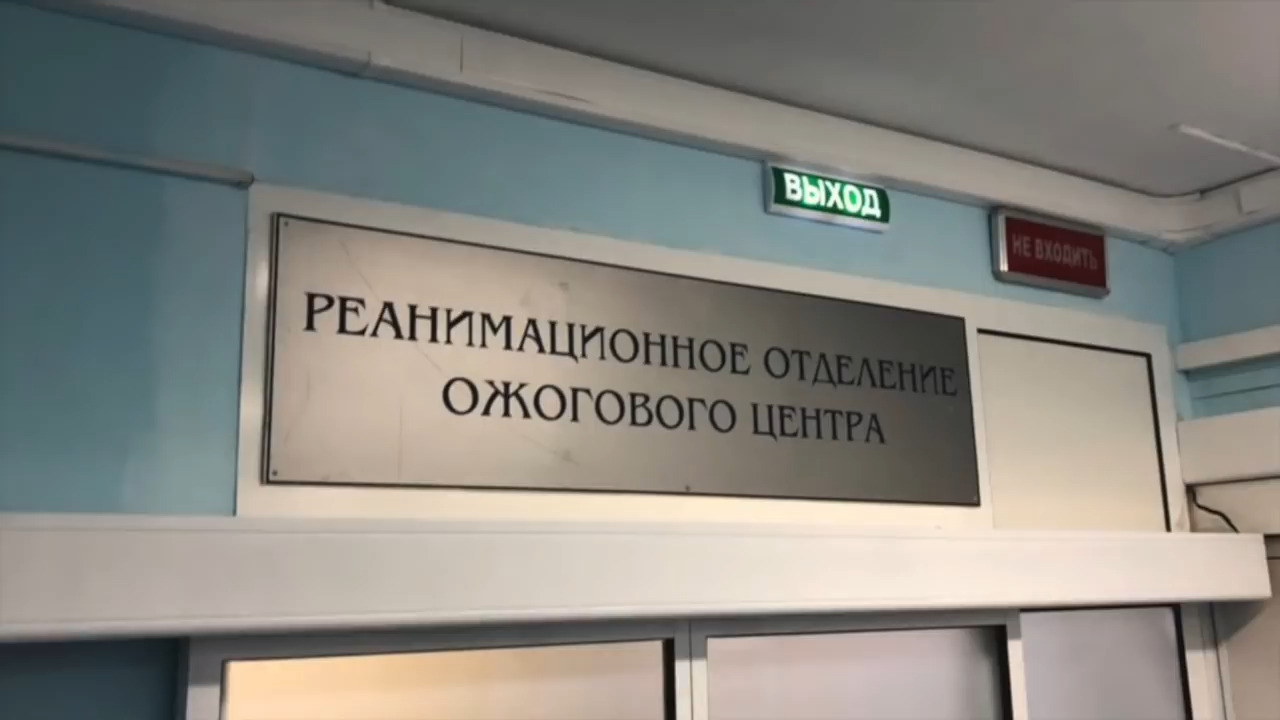 ВЫХОД
НЕ ВХОДИТЬ
РЕАНИМАЦИОННОЕ ОТДЕЛЕНИЕ
ОЖОГОВОГО ЦЕНТРА